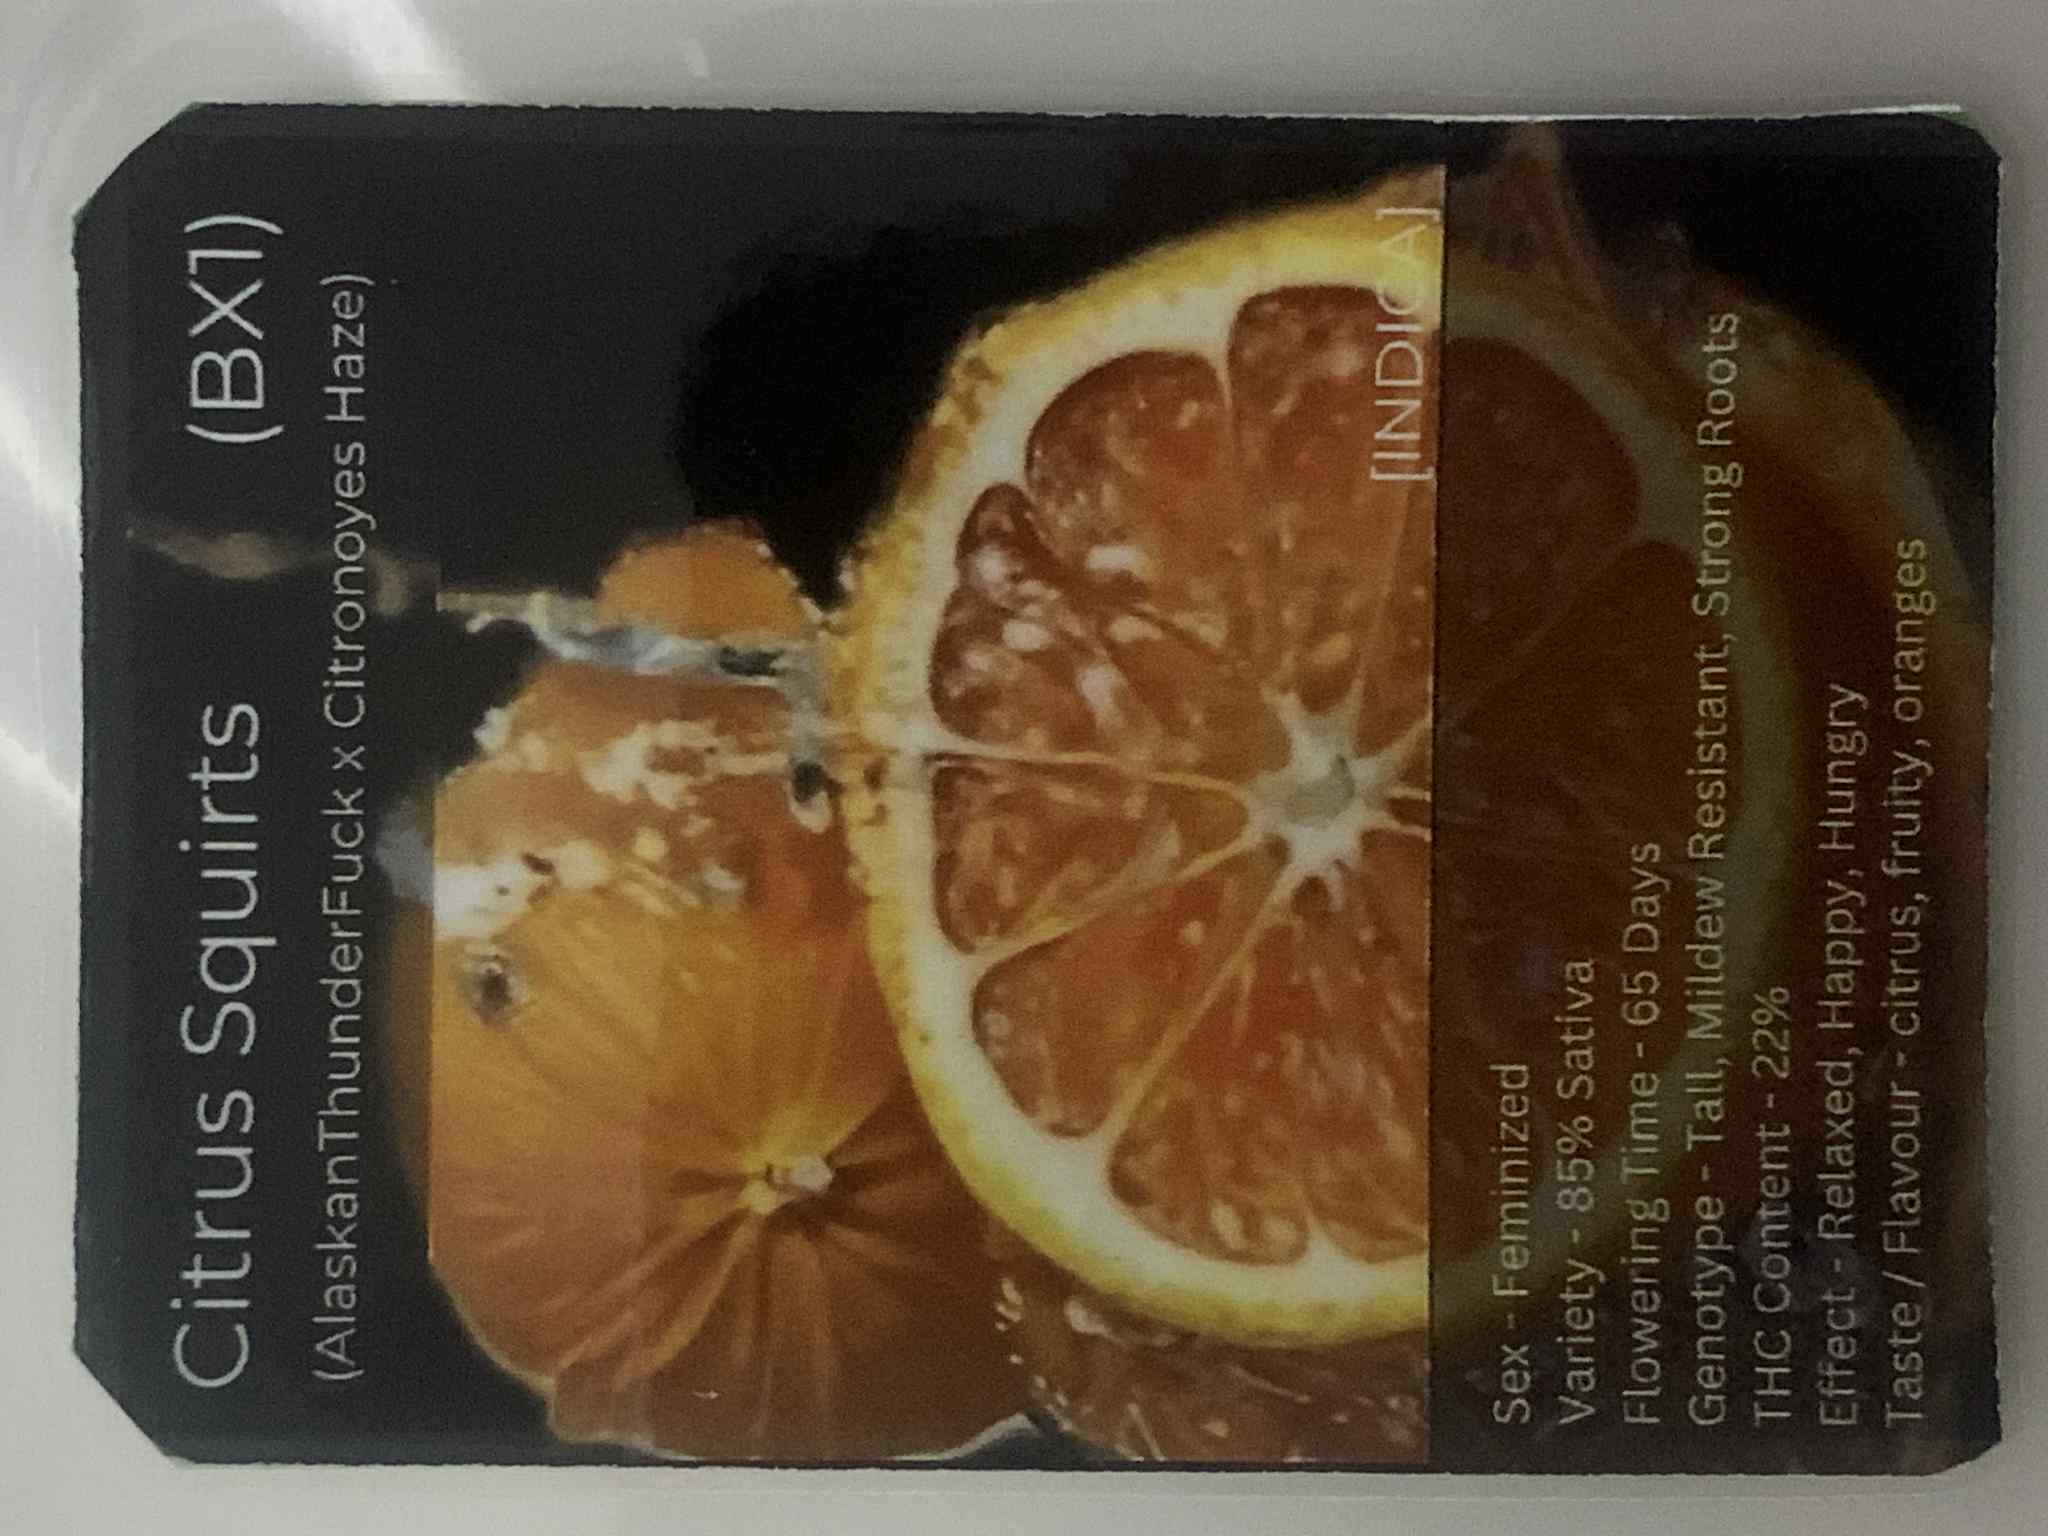 Citrus Squirts (BX1)
(AlaskanThunderFuck x Citronoyes Haze)
[INDICA]
Sex - Feminized
Variety - 85% Sativa
Flowering Time - 65 Days
Genotype - Tall, Mildew Resistant, Strong Roots
THC Content - 22%
Effect - Relaxed, Happy, Hungry
Taste / Flavour - citrus, fruity, oranges